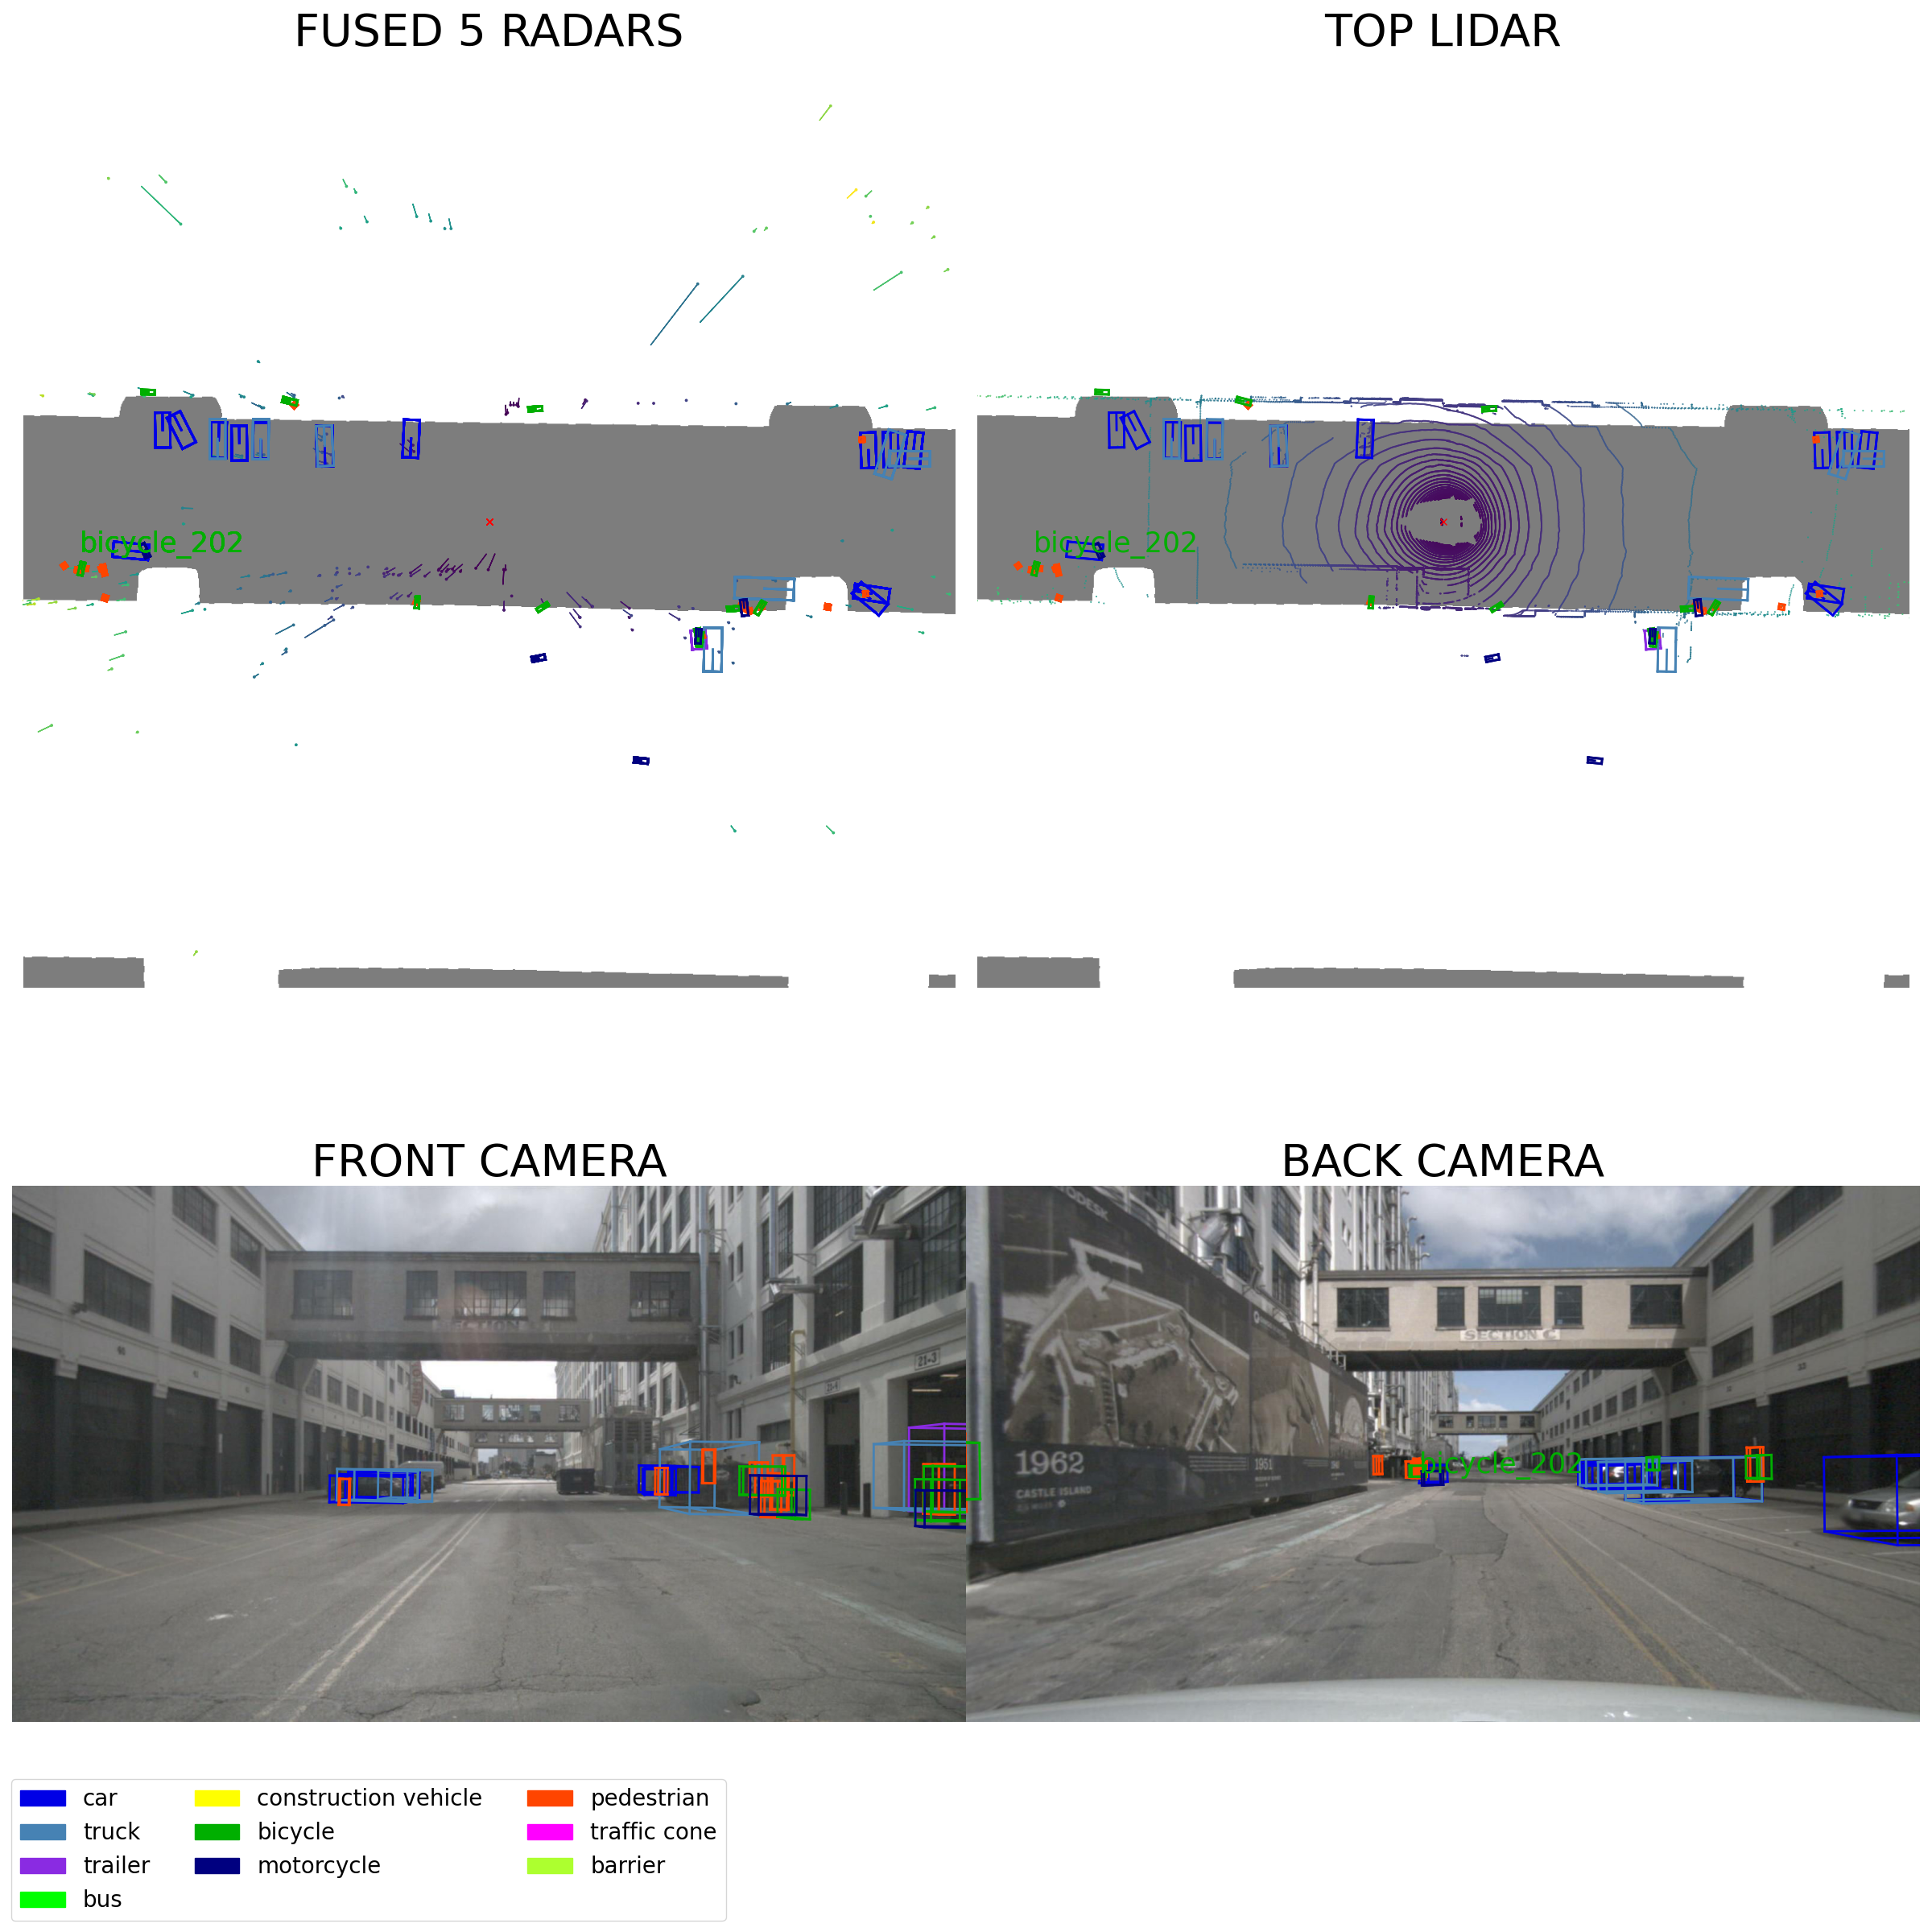 FUSED 5 RADARS
TOP LIDAR
bicycle_202
bicycle_202
FRONT CAMERA
BACK CAMERA
21-3
1962
CASTLE ISLAND
1951
SECTION C
bicycle_202
car
truck
trailer
bus
construction vehicle
bicycle
motorcycle
pedestrian
traffic cone
barrier